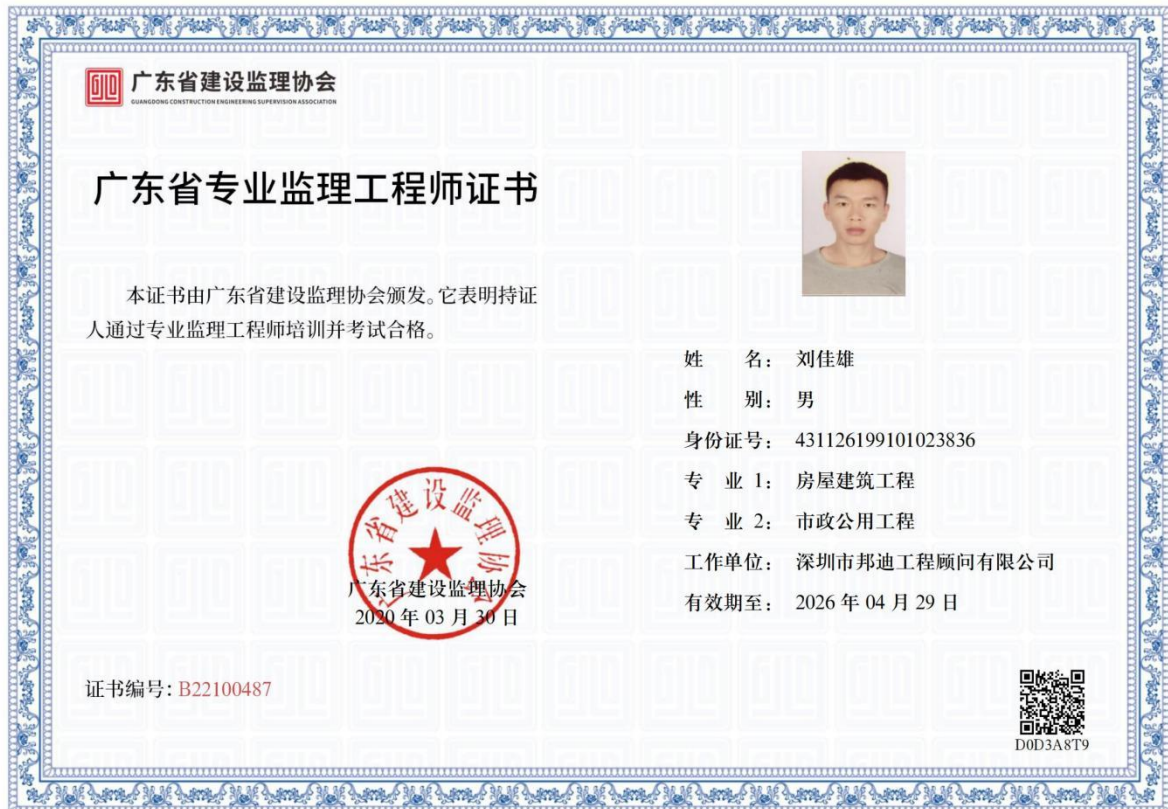 广东省建设监理协会
GUANGDONG CONSTRUCTION ENGINEERING SUPERVISION ASSOCIATION
广东省专业监理工程师证书
本证书由广东省建设监理协会颁发。它表明持证
人通过专业监理工程师培训并考试合格。
广东省建设监理协会
广东省建设监理协会
2020 年 03 月 30 日
证书编号: B22100487
姓 名: 刘佳雄
性 别: 男
身份证号: 431126199101023836
专 业 1: 房屋建筑工程
专 业 2: 市政公用工程
工作单位: 深圳市邦迪工程顾问有限公司
有效期至: 2026 年 04 月 29 日
D0D3A8T9